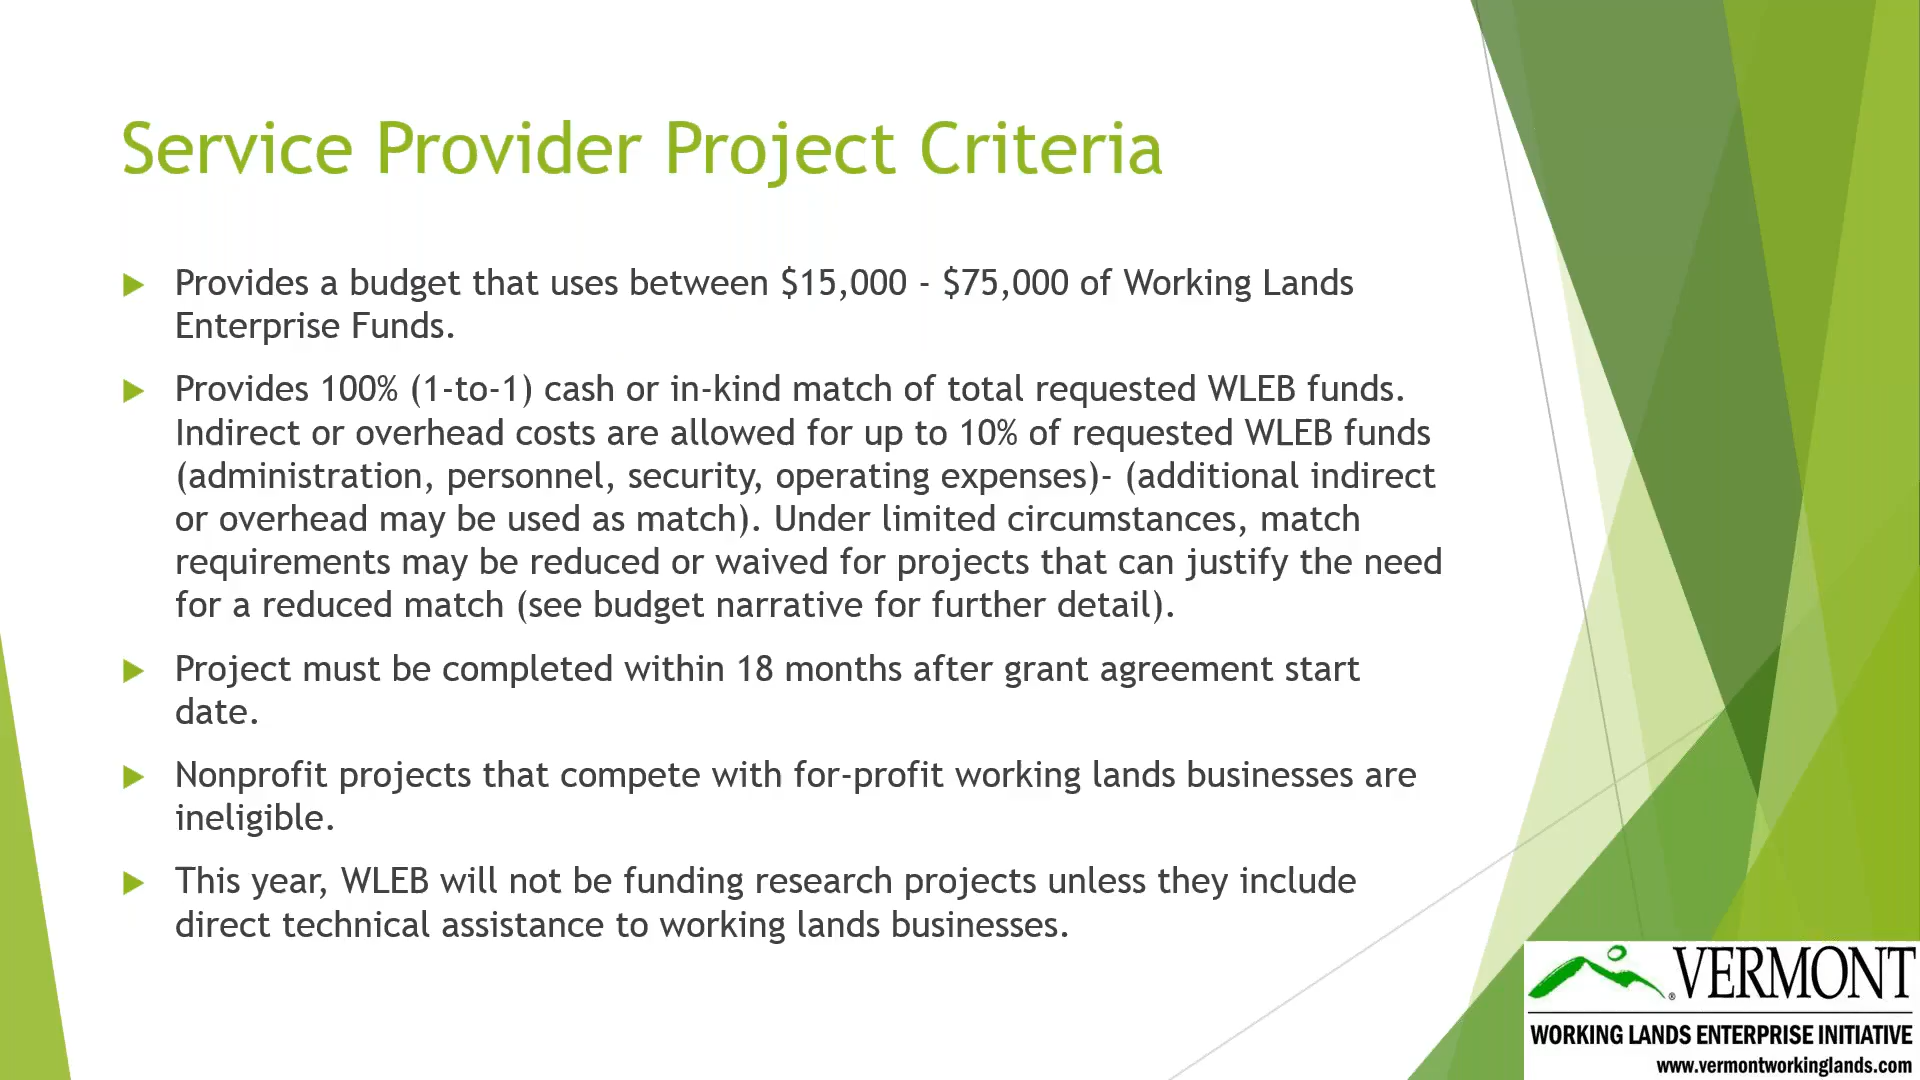 Service Provider Project Criteria
Provides a budget that uses between $15,000 - $75,000 of Working Lands
Enterprise Funds.
Provides 100% (1-to-1) cash or in-kind match of total requested WLEB funds.
Indirect or overhead costs are allowed for up to 10% of requested WLEB funds
(administration, personnel, security, operating expenses)- (additional indirect
or overhead may be used as match). Under limited circumstances, match
requirements may be reduced or waived for projects that can justify the need
for a reduced match (see budget narrative for further detail).
Project must be completed within 18 months after grant agreement start
date.
Nonprofit projects that compete with for-profit working lands businesses are
ineligible.
This year, WLEB will not be funding research projects unless they include
direct technical assistance to working lands businesses.
®VERMONT
WORKING LANDS ENTERPRISE INITIATIVE
www.vermontworkinglands.com